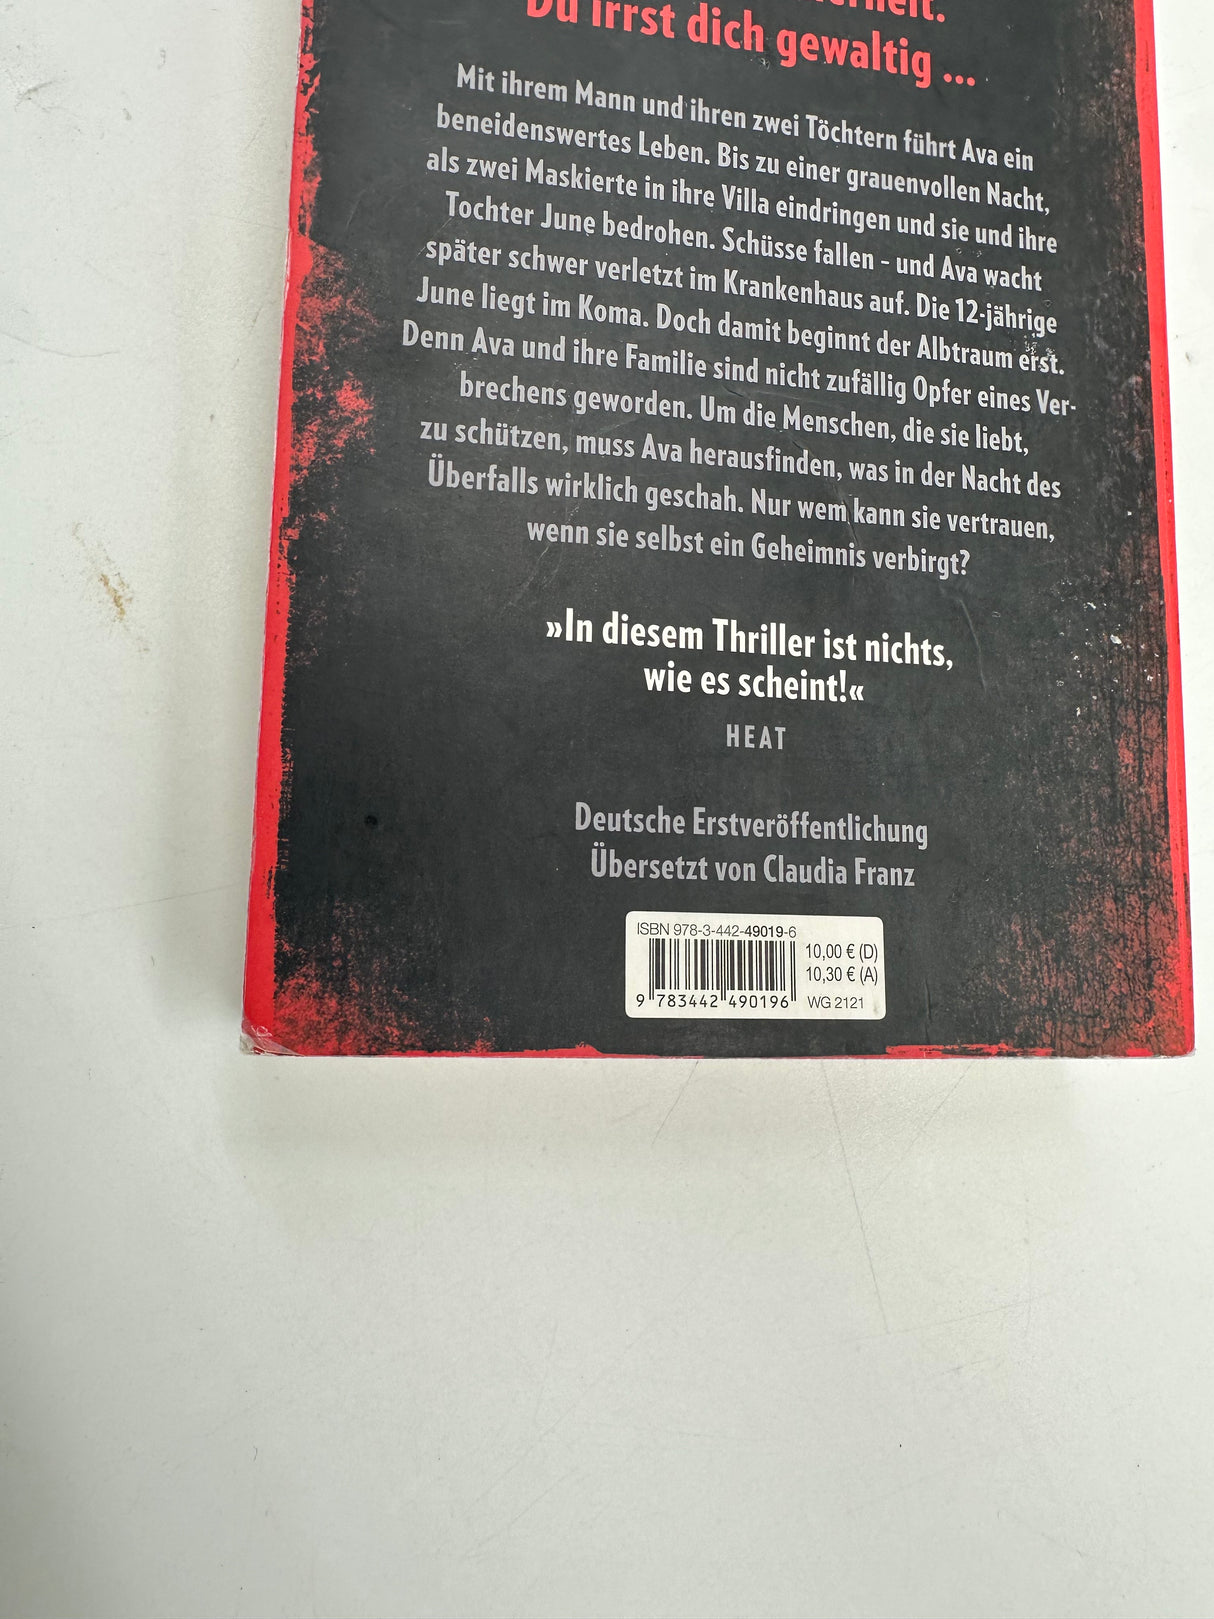 Du irrst dich gewaltig ...
Mit ihrem Mann und ihren zwei Töchtern führt Ava ein
beneidenswertes Leben. Bis zu einer grauenvollen Nacht,
als zwei Maskierte in ihre Villa eindringen und sie und ihre
Tochter June bedrohen. Schüsse fallen – und Ava wacht
später schwer verletzt im Krankenhaus auf. Die 12-jährige
June liegt im Koma. Doch damit beginnt der Albtraum erst.
Denn Ava und ihre Familie sind nicht zufällig Opfer eines Ver-
brechens geworden. Um die Menschen, die sie liebt,
zu schützen, muss Ava herausfinden, was in der Nacht des
Überfalls wirklich geschah. Nur wem kann sie vertrauen,
wenn sie selbst ein Geheimnis verbirgt?
»In diesem Thriller ist nichts,
wie es scheint!«
HEAT
Deutsche Erstveröffentlichung
Übersetzt von Claudia Franz
ISBN 978-3-442-49019-6
10,00 € (D)
10,30 € (A)
9 783442 490196
WG 2121